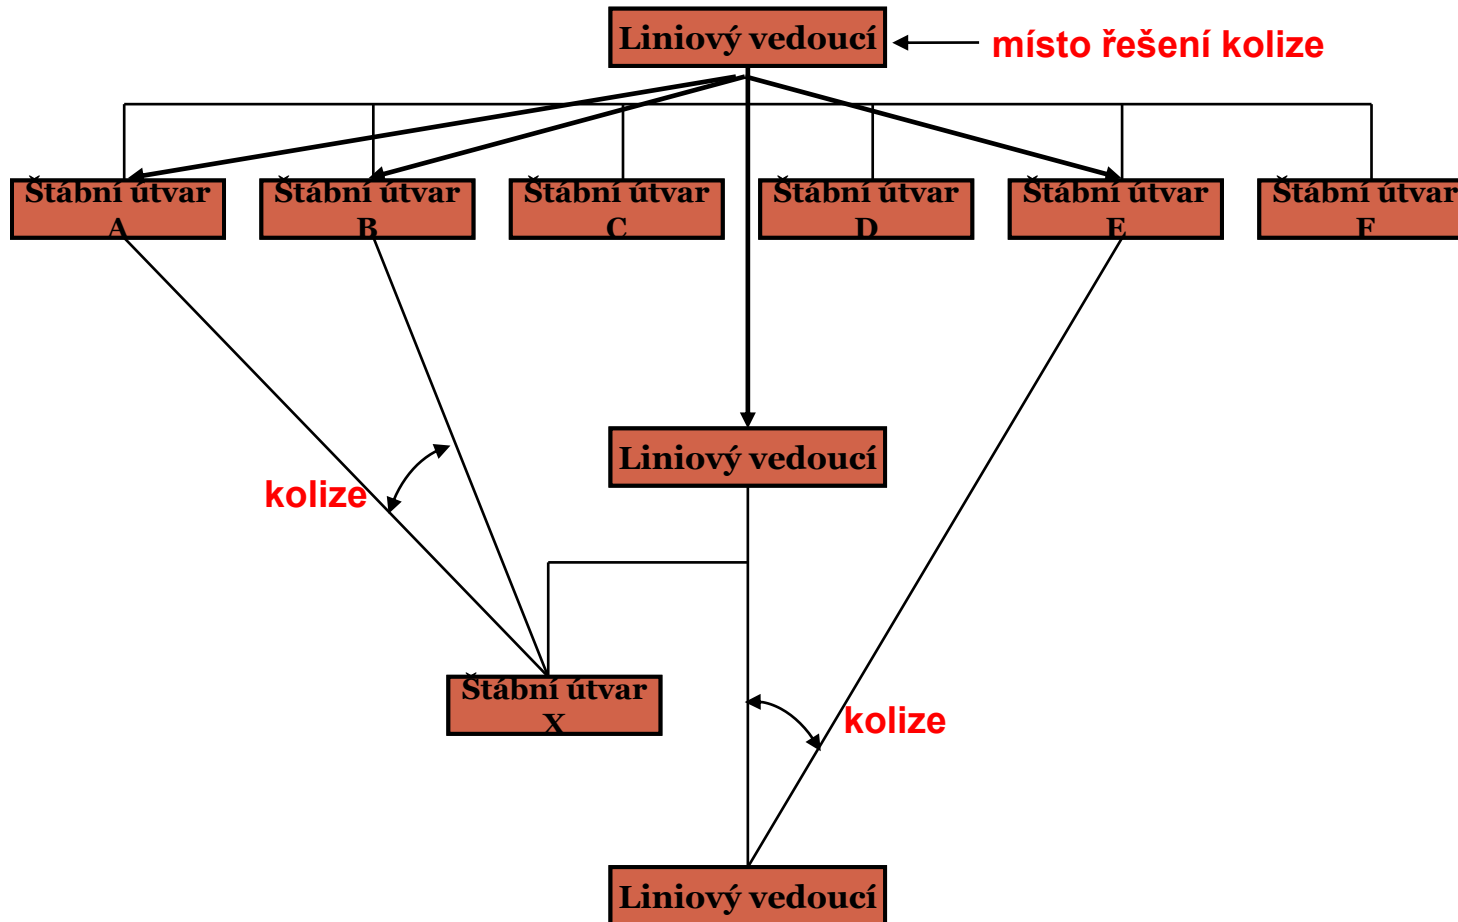 Liniový vedoucí
místo řešení kolize
Štábní útvar
A
Štábní útvar
B
Štábní útvar
C
Štábní útvar
D
Štábní útvar
E
Štábní útvar
F
Liniový vedoucí
kolize
Štábní útvar
X
kolize
Liniový vedoucí